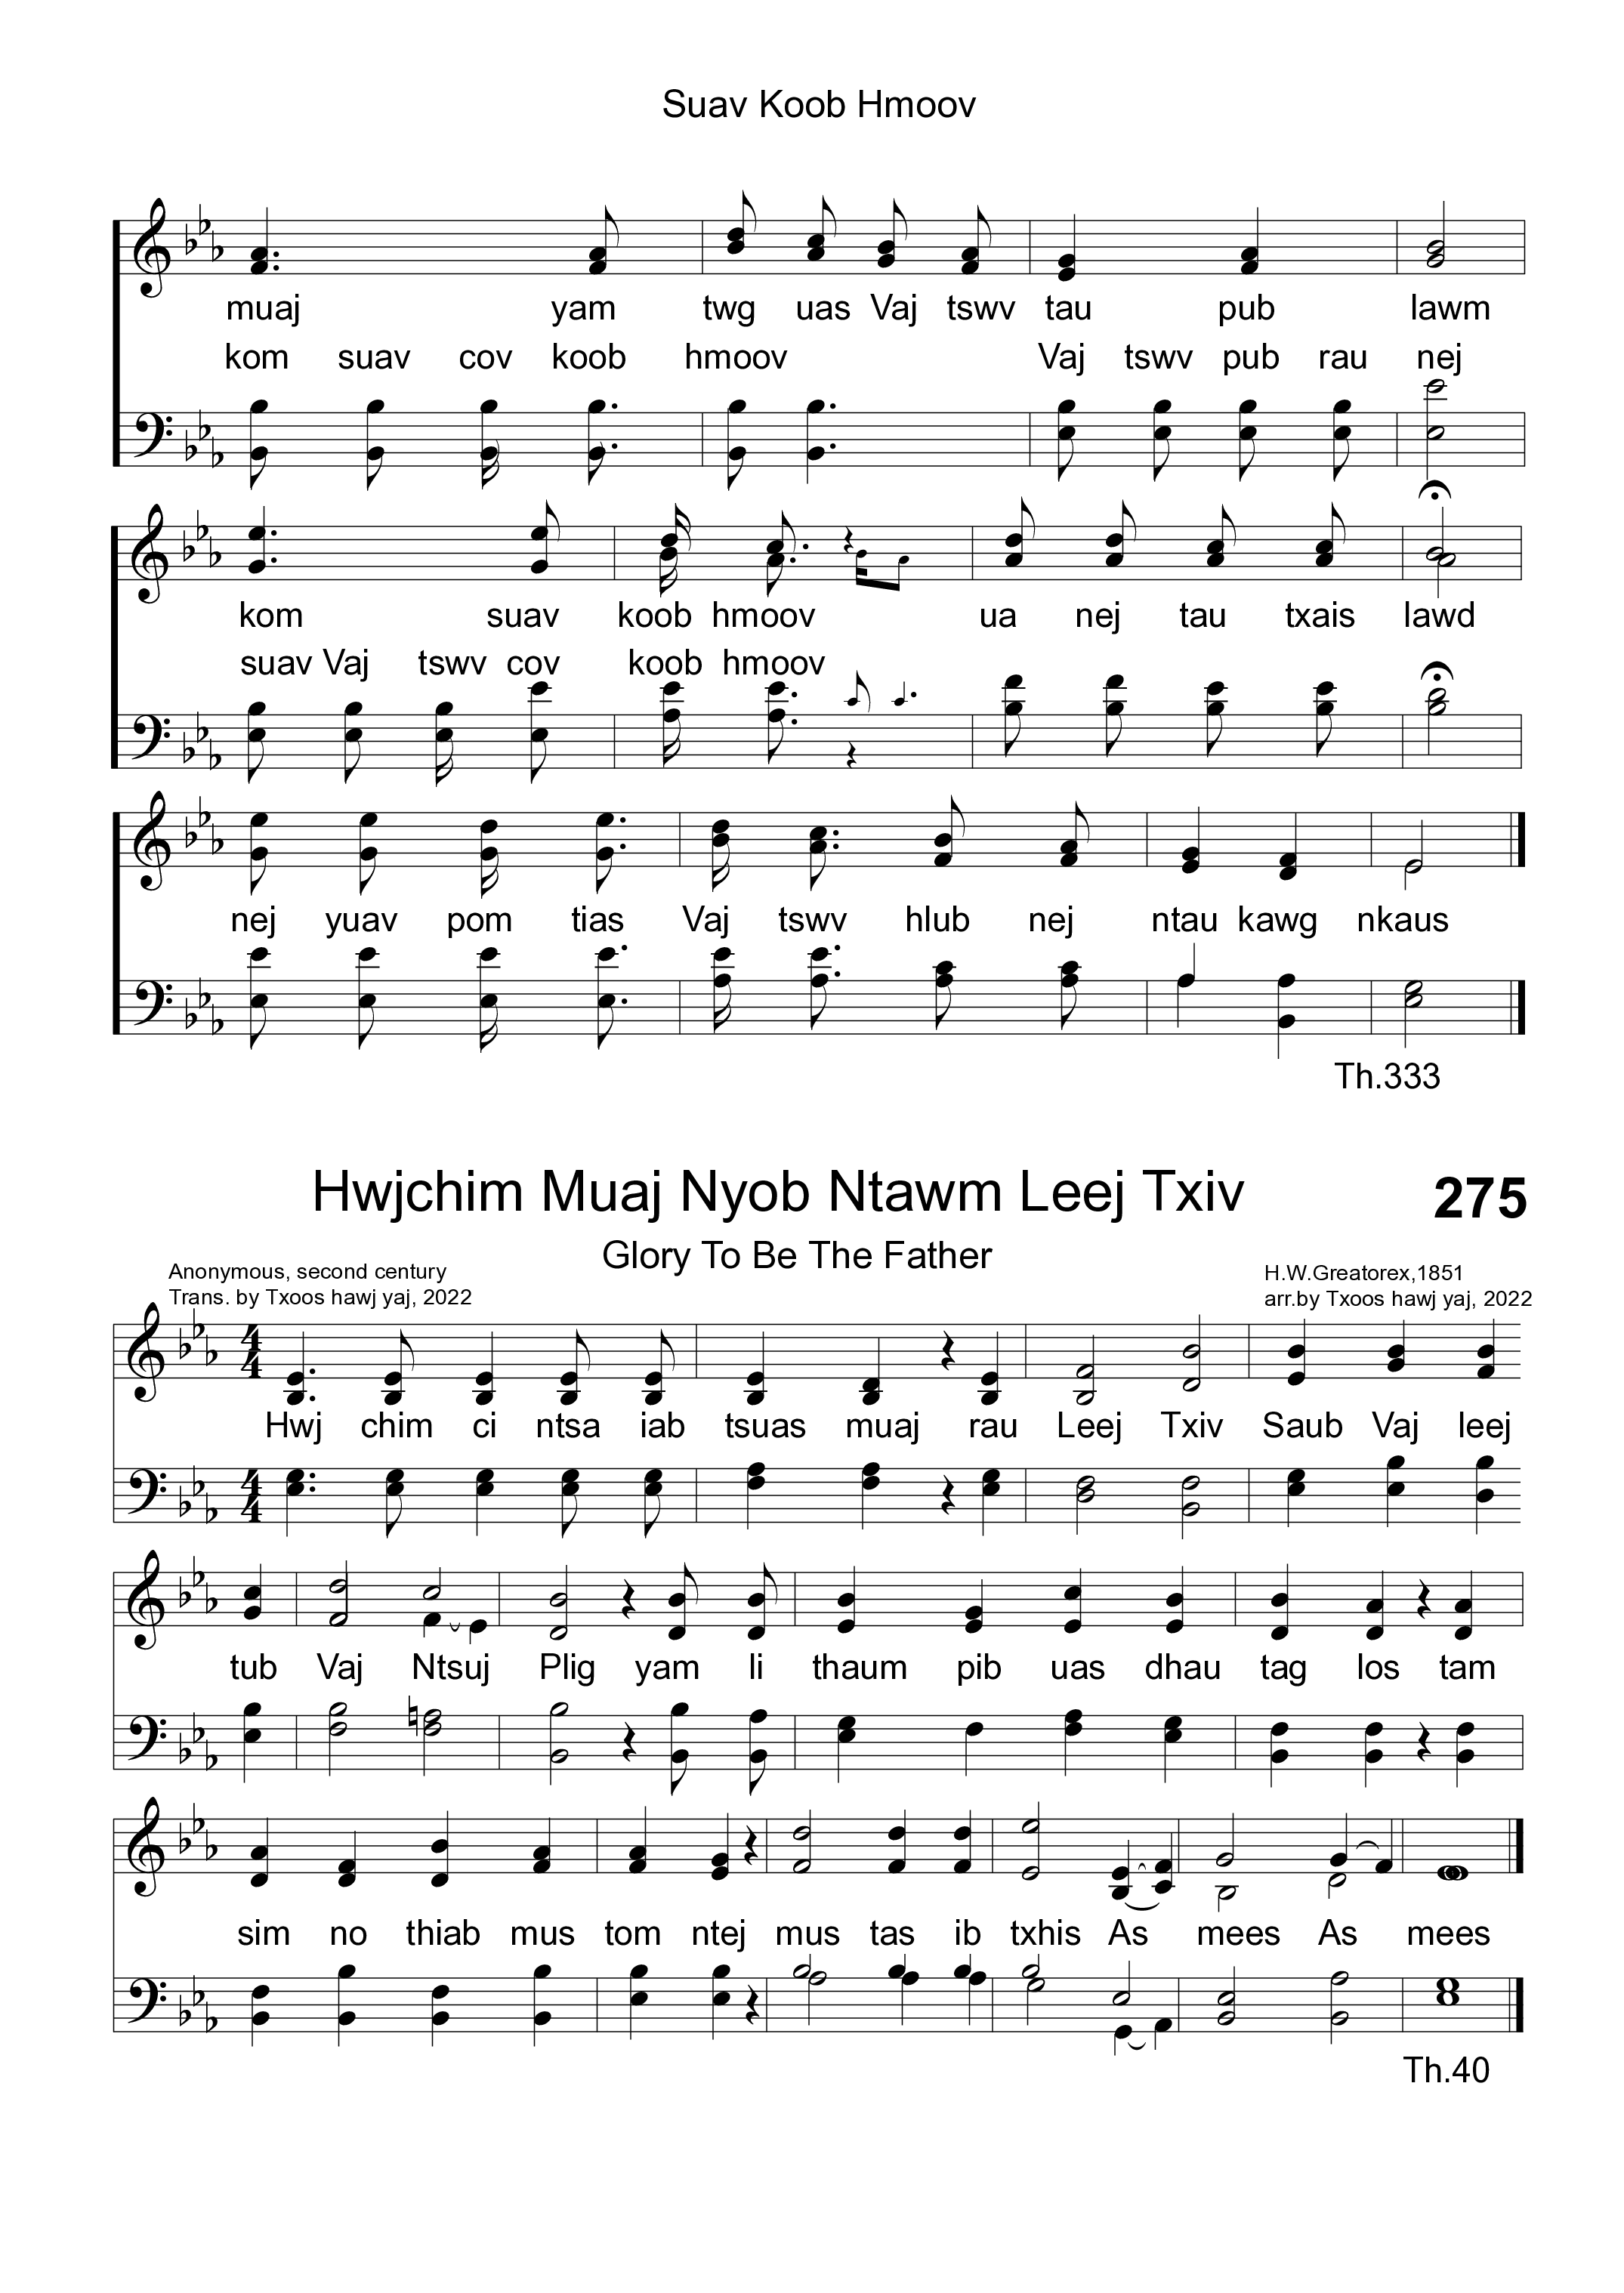 Suav Koob Hmoov
muaj yam twg uas Vaj tswv tau pub lawm
kom suav cov koob hmoov Vaj tswv pub rau nej
kom suav koob hmoov ua nej tau txais lawd
suav Vaj tswv cov koob hmoov
nej yuav pom tias Vaj tswv hlub nej ntau kawg nkaus
Th.333
Hwjchim Muaj Nyob Ntawm Leej Txiv 275
Glory To Be The Father
Anonymous, second century
Trans. by Txoos hawj yaj, 2022
H.W.Greatorex,1851
arr.by Txoos hawj yaj, 2022
4
4
Hwj chim ci ntsa iab tsuas muaj rau Leej Txiv Saub Vaj leej
4
4
tub Vaj Ntsuj Plig yam li thaum pib uas dhau tag los tam
sim no thiab mus tom ntej mus tas ib txhis As mees As mees
Th.40